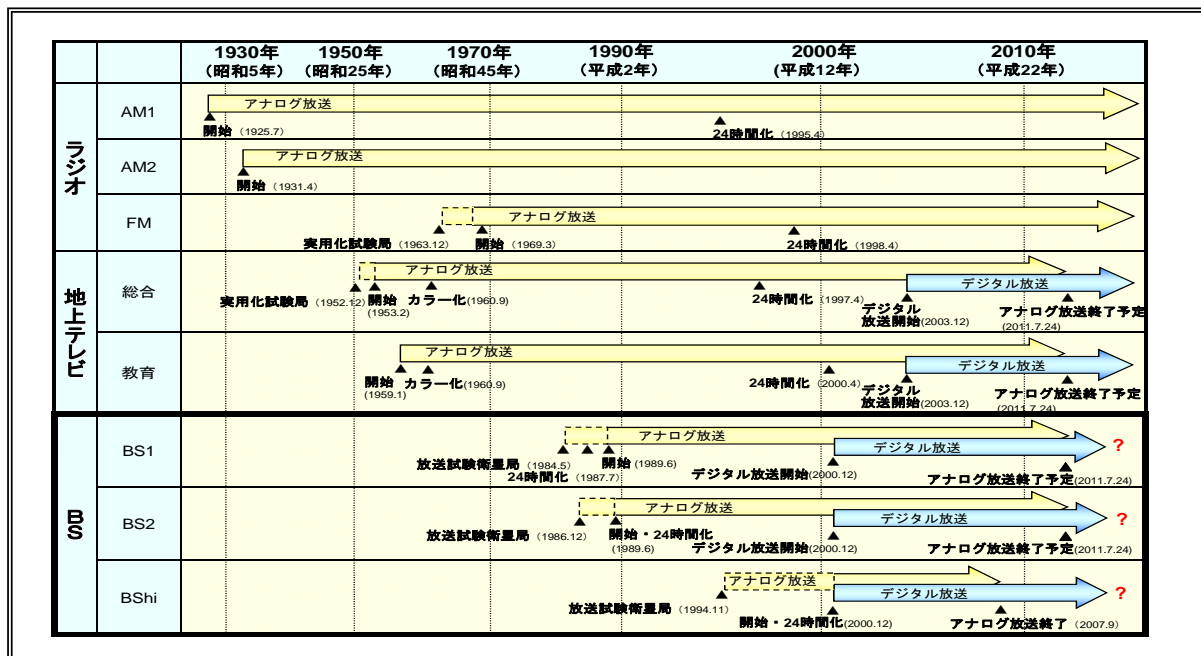 1930年 1950年 1970年 1990年 2000年 2010年
（昭和5年） （昭和25年） （昭和45年） （平成2年） （平成12年） （平成22年）
ラジオ
AM1
アナログ放送
開始（1925.7） 24時間化（1995.4）
AM2
アナログ放送
開始（1931.4）
FM
アナログ放送
実用化試験局（1963.12） 開始（1969.3） 24時間化（1998.4）
地上テレビ
総合
アナログ放送
デジタル放送
実用化試験局（1952.12） 開始 カラー化(1960.9) 24時間化(1997.4) デジタル アナログ放送終了予定
(1953.2) 放送開始(2003.12) (2011.7.24)
教育
アナログ放送
デジタル放送
開始 カラー化(1960.9) 24時間化(2000.4) デジタル アナログ放送終了予定
(1959.1) 放送開始(2003.12) (2011.7.24)
BS
BS1
アナログ放送
デジタル放送 ?
放送試験衛星局(1984.5) 開始(1989.6) デジタル放送開始(2000.12) アナログ放送終了予定(2011.7.24)
24時間化(1987.7)
BS2
アナログ放送
デジタル放送 ?
放送試験衛星局(1986.12) 開始・24時間化 デジタル放送開始(2000.12) アナログ放送終了予定(2011.7.24)
(1989.6)
BShi
アナログ放送
デジタル放送 ?
放送試験衛星局(1994.11) 開始・24時間化(2000.12) アナログ放送終了（2007.9）